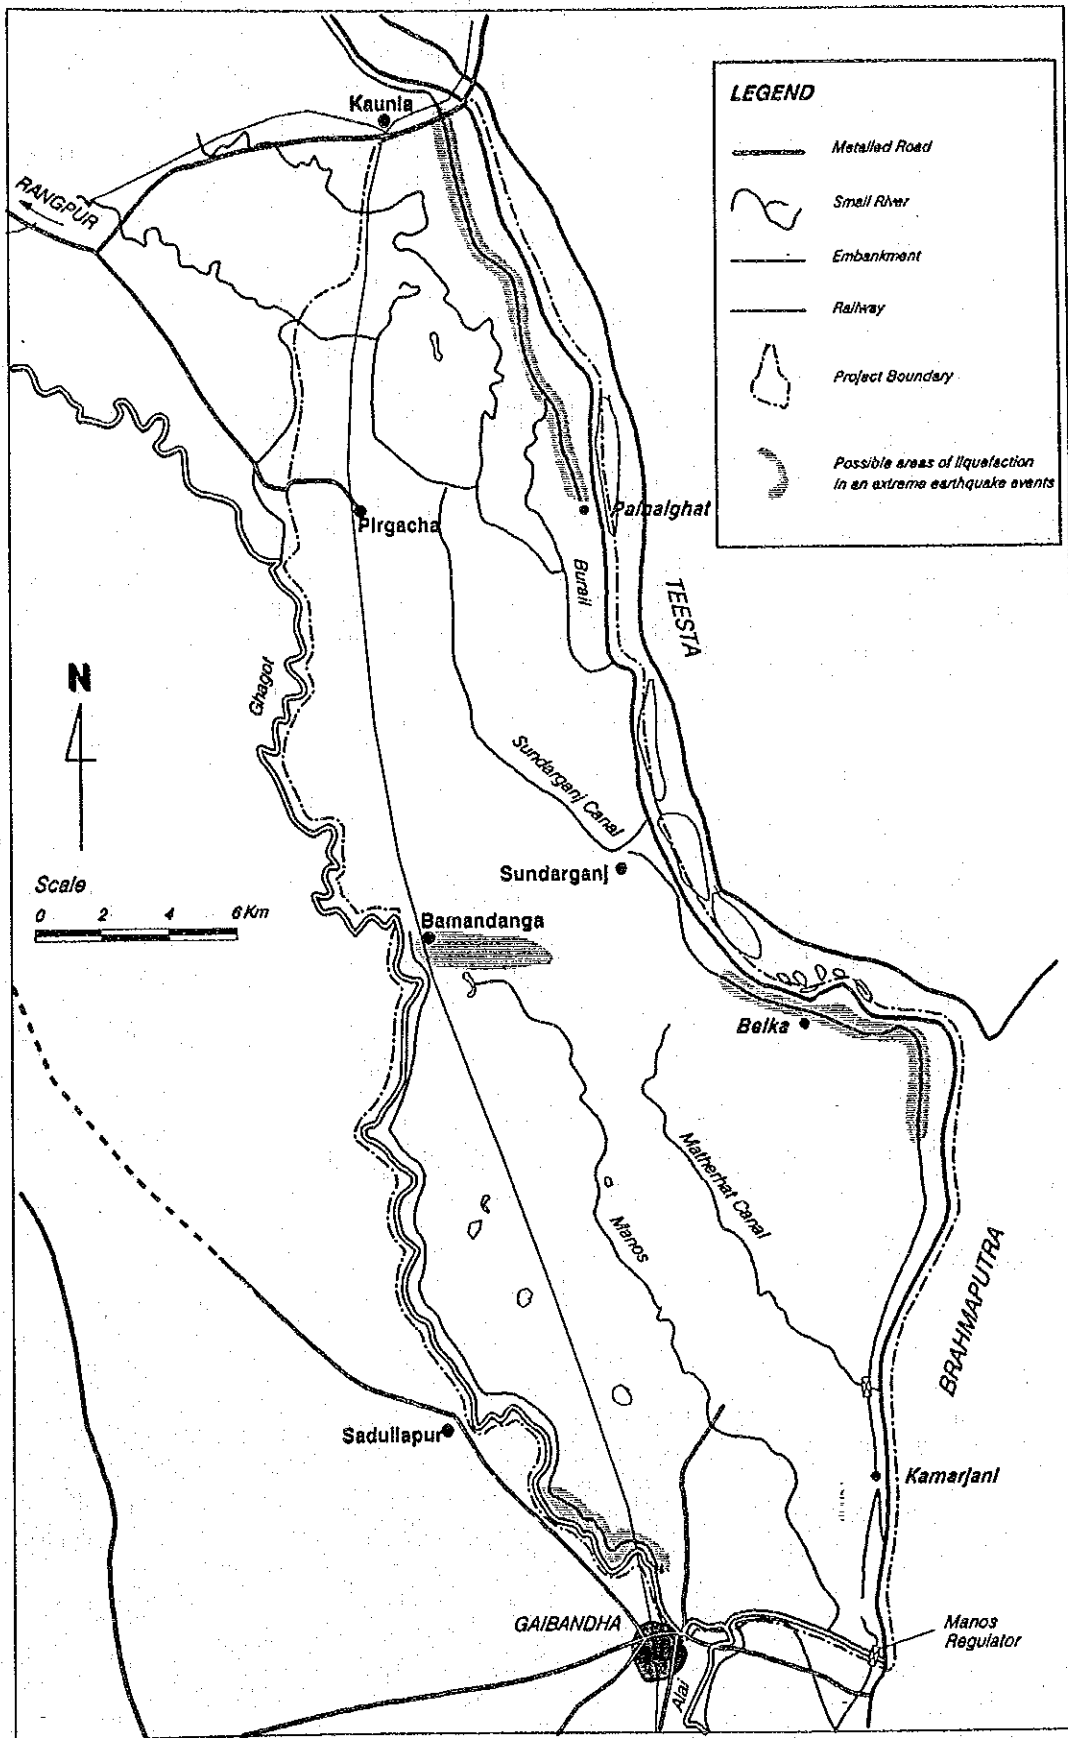 LEGEND
Metalled Road
Small River
Embankment
Railway
Project Boundary
Possible areas of liquefaction
in an extreme earthquake events
Kaunia
RANGPUR
Pirgacha
Paikalghat
Burail
TEESTA
N
Ghagot
Sundarganj Canal
Scale
0 2 4 6 Km
Sundarganj
Bamandanga
Belka
Matherhat Canal
Manos
BRAHMAPUTRA
Sadullapur
Kamarjani
GAIBANDHA
Manos
Regulator
Alai